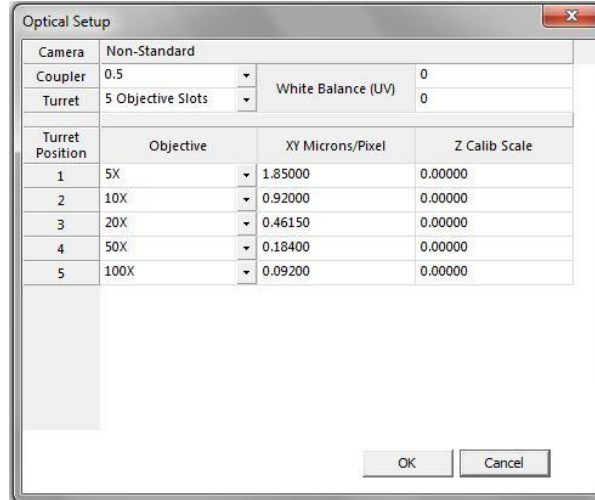 Optical Setup
Camera Non-Standard
Coupler 0.5 White Balance (UV) 0
Turret 5 Objective Slots 0
Turret Position Objective XY Microns/Pixel Z Calib Scale
1 5X 1.85000 0.00000
2 10X 0.92000 0.00000
3 20X 0.46150 0.00000
4 50X 0.18400 0.00000
5 100X 0.09200 0.00000
OK Cancel